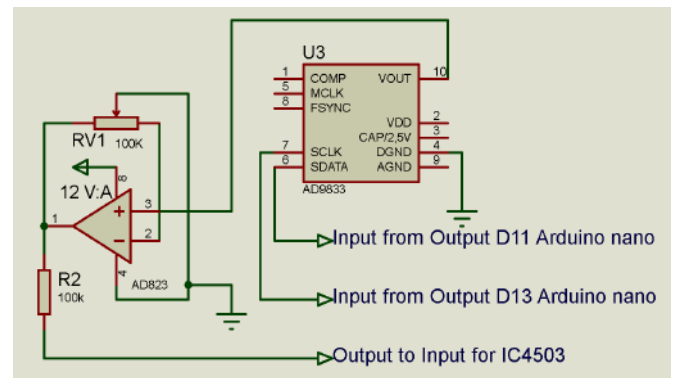 U3
1 COMP VOUT 10
5 MCLK
8 FSYNC
VDD 2
CAP/2,5V 3
7 SCLK DGND 4
6 SDATA AGND 9
AD9833
RV1 100K
12 V:A
8
3
+
1
2
−
4
AD823
R2
100k
Input from Output D11 Arduino nano
Input from Output D13 Arduino nano
Output to Input for IC4503